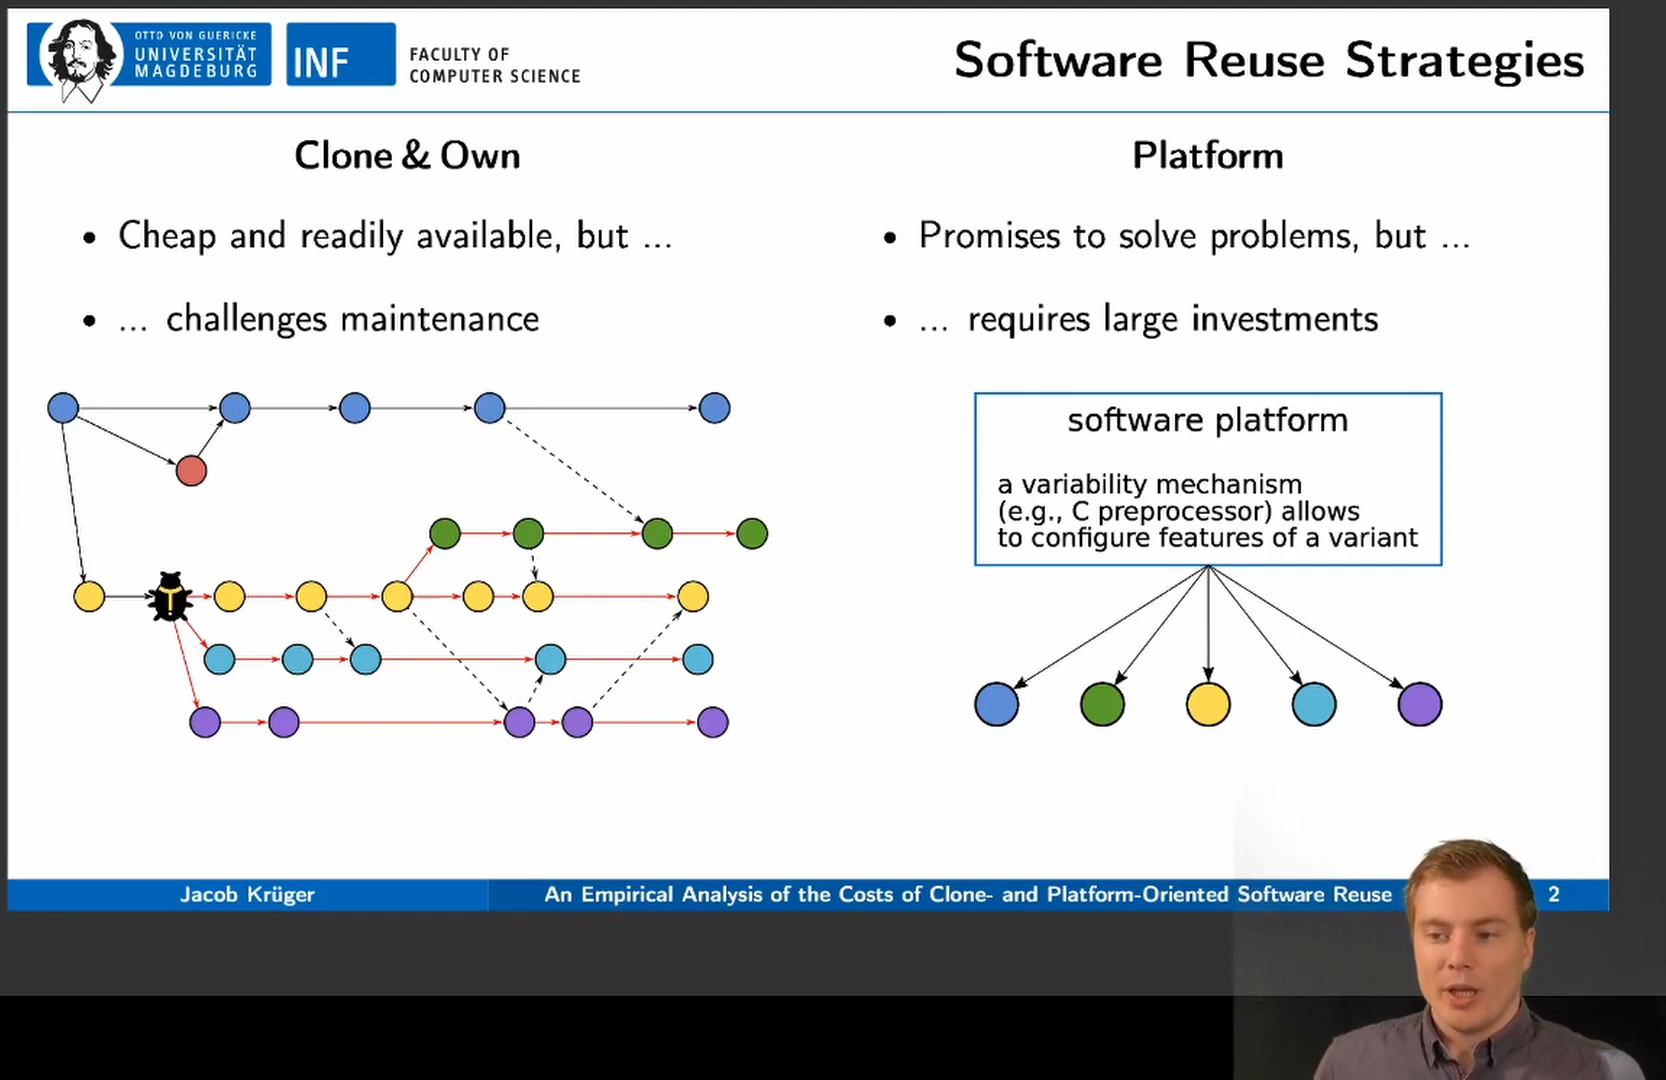 OTTO VON GUERICKE
UNIVERSITÄT
MAGDEBURG
INF
FACULTY OF
COMPUTER SCIENCE
Software Reuse Strategies
Clone & Own
• Cheap and readily available, but ...
• ... challenges maintenance
Platform
• Promises to solve problems, but ...
• ... requires large investments
software platform
a variability mechanism
(e.g., C preprocessor) allows
to configure features of a variant
Jacob Krüger
An Empirical Analysis of the Costs of Clone- and Platform-Oriented Software Reuse
2